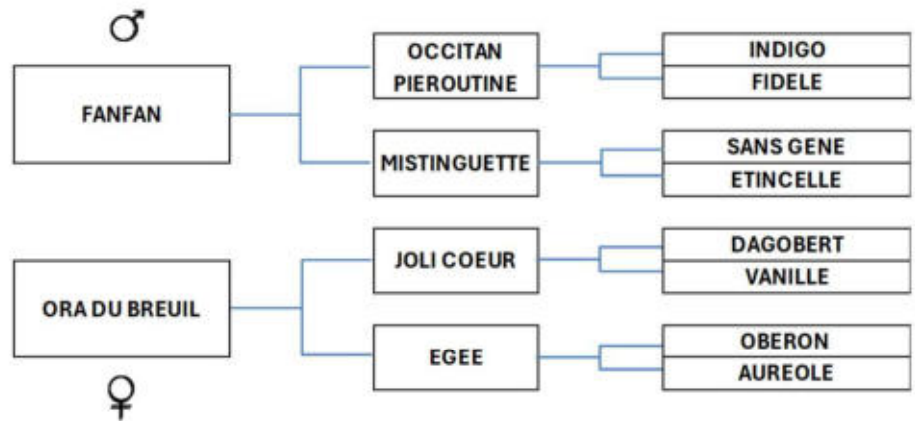 FANFAN
OCCITAN
PIEROUTINE
INDIGO
FIDELE
MISTINGUETTE
SANS GENE
ETINCELLE
ORA DU BREUIL
JOLI COEUR
DAGOBERT
VANILLE
EGEE
OBERON
AUREOLE